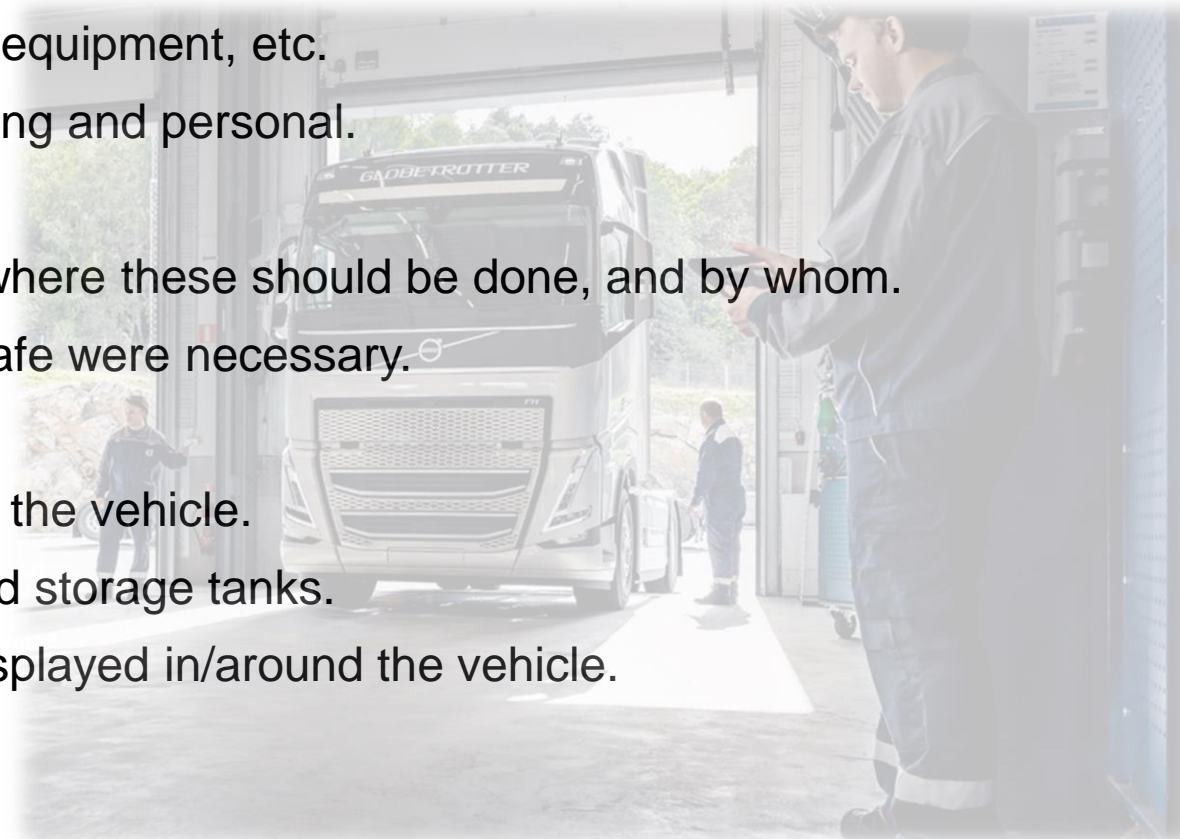 equipment, etc.
ng and personal.
GLOBETROTTER
where these should be done, and by whom.
afe were necessary.
FH
the vehicle.
d storage tanks.
splayed in/around the vehicle.